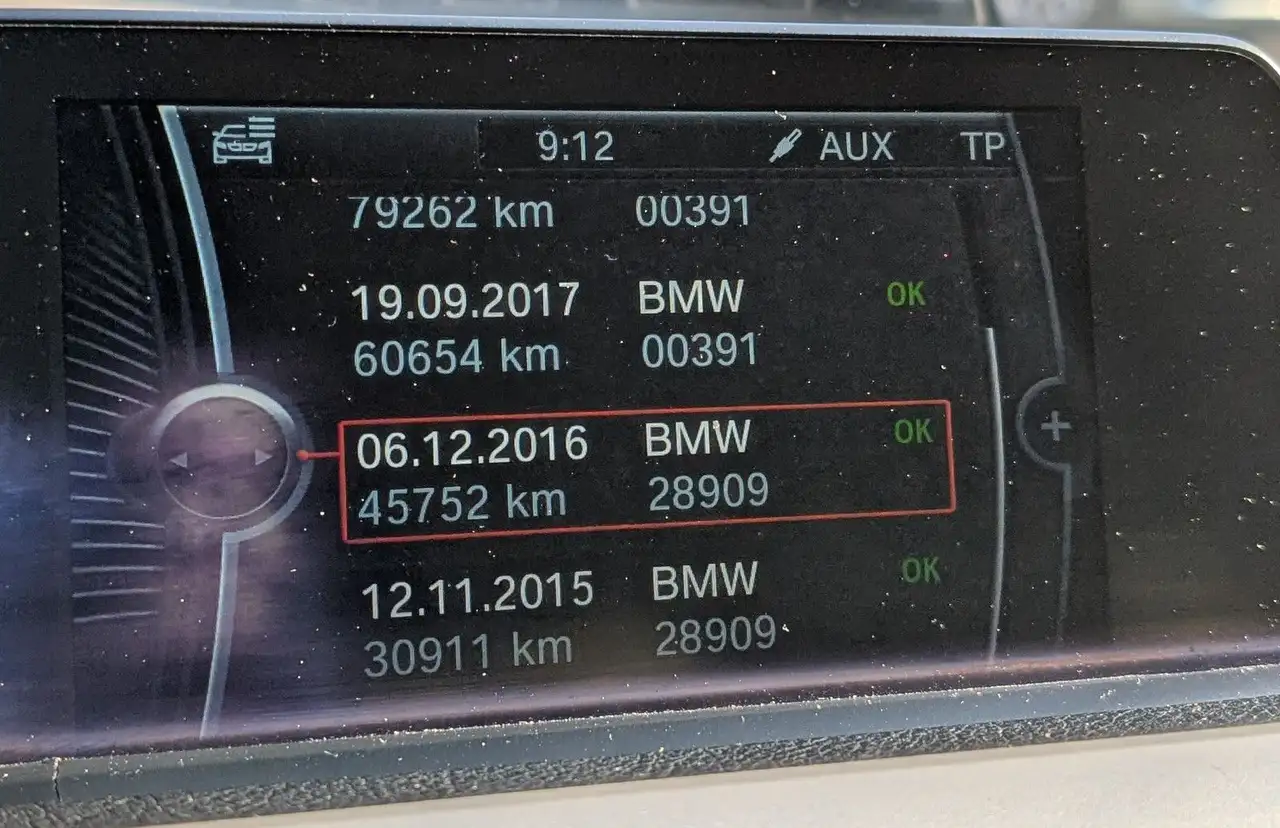 9:12 AUX TP
79262 km 00391
19.09.2017 BMW OK
60654 km 00391
06.12.2016 BMW OK
45752 km 28909
12.11.2015 BMW OK
30911 km 28909